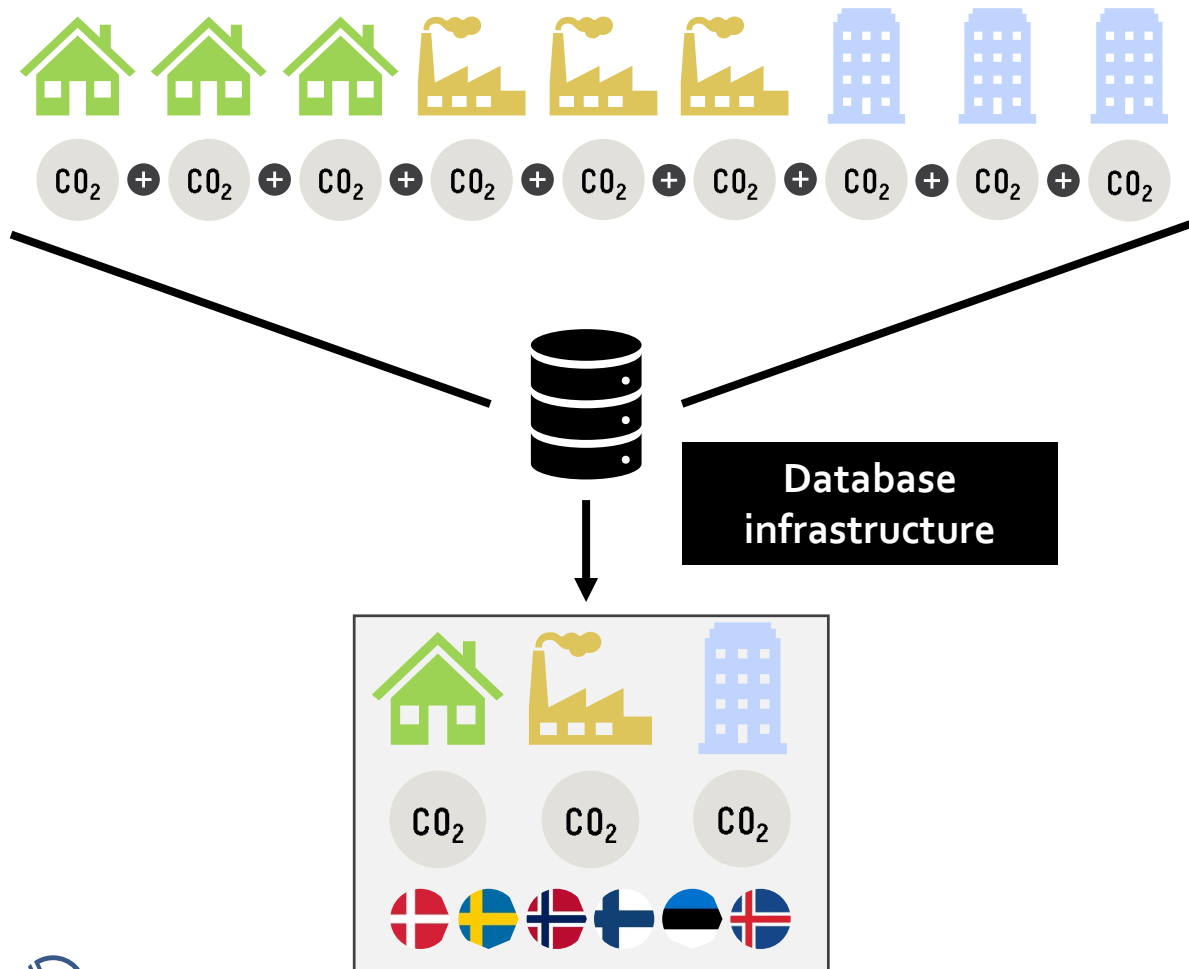 CO₂ + CO₂ + CO₂ + CO₂ + CO₂ + CO₂ + CO₂ + CO₂ + CO₂
Database
infrastructure
CO₂ CO₂ CO₂